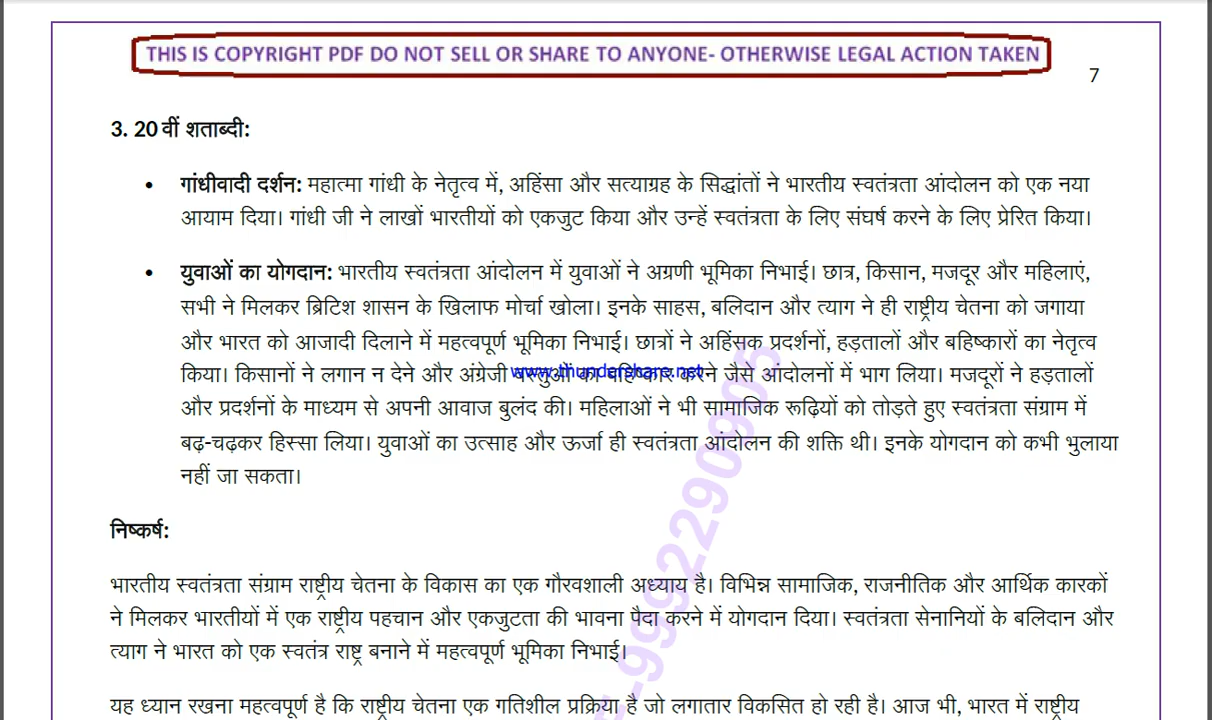 THIS IS COPYRIGHT PDF DO NOT SELL OR SHARE TO ANYONE- OTHERWISE LEGAL ACTION TAKEN
7
3. 20 वीं शताब्दी:
• गांधीवादी दर्शन: महात्मा गांधी के नेतृत्व में, अहिंसा और सत्याग्रह के सिद्धांतों ने भारतीय स्वतंत्रता आंदोलन को एक नया
आयाम दिया। गांधी जी ने लाखों भारतीयों को एकजुट किया और उन्हें स्वतंत्रता के लिए संघर्ष करने के लिए प्रेरित किया।
• युवाओं का योगदान: भारतीय स्वतंत्रता आंदोलन में युवाओं ने अग्रणी भूमिका निभाई। छात्र, किसान, मजदूर और महिलाएं,
सभी ने मिलकर ब्रिटिश शासन के खिलाफ मोर्चा खोला। इनके साहस, बलिदान और त्याग ने ही राष्ट्रीय चेतना को जगाया
और भारत को आजादी दिलाने में महत्वपूर्ण भूमिका निभाई। छात्रों ने अहिंसक प्रदर्शनों, हड़तालों और बहिष्कारों का नेतृत्व
किया। किसानों ने लगान न देने और अंग्रेजी वस्तुओं का बहिष्कार करने जैसे आंदोलनों में भाग लिया। मजदूरों ने हड़तालों
www.thundershare.net
और प्रदर्शनों के माध्यम से अपनी आवाज बुलंद की। महिलाओं ने भी सामाजिक रूढ़ियों को तोड़ते हुए स्वतंत्रता संग्राम में
बढ़-चढ़कर हिस्सा लिया। युवाओं का उत्साह और ऊर्जा ही स्वतंत्रता आंदोलन की शक्ति थी। इनके योगदान को कभी भुलाया
नहीं जा सकता।
निष्कर्ष:
भारतीय स्वतंत्रता संग्राम राष्ट्रीय चेतना के विकास का एक गौरवशाली अध्याय है। विभिन्न सामाजिक, राजनीतिक और आर्थिक कारकों
ने मिलकर भारतीयों में एक राष्ट्रीय पहचान और एकजुटता की भावना पैदा करने में योगदान दिया। स्वतंत्रता सेनानियों के बलिदान और
त्याग ने भारत को एक स्वतंत्र राष्ट्र बनाने में महत्वपूर्ण भूमिका निभाई।
यह ध्यान रखना महत्वपूर्ण है कि राष्ट्रीय चेतना एक गतिशील प्रक्रिया है जो लगातार विकसित हो रही है। आज भी, भारत में राष्ट्रीय